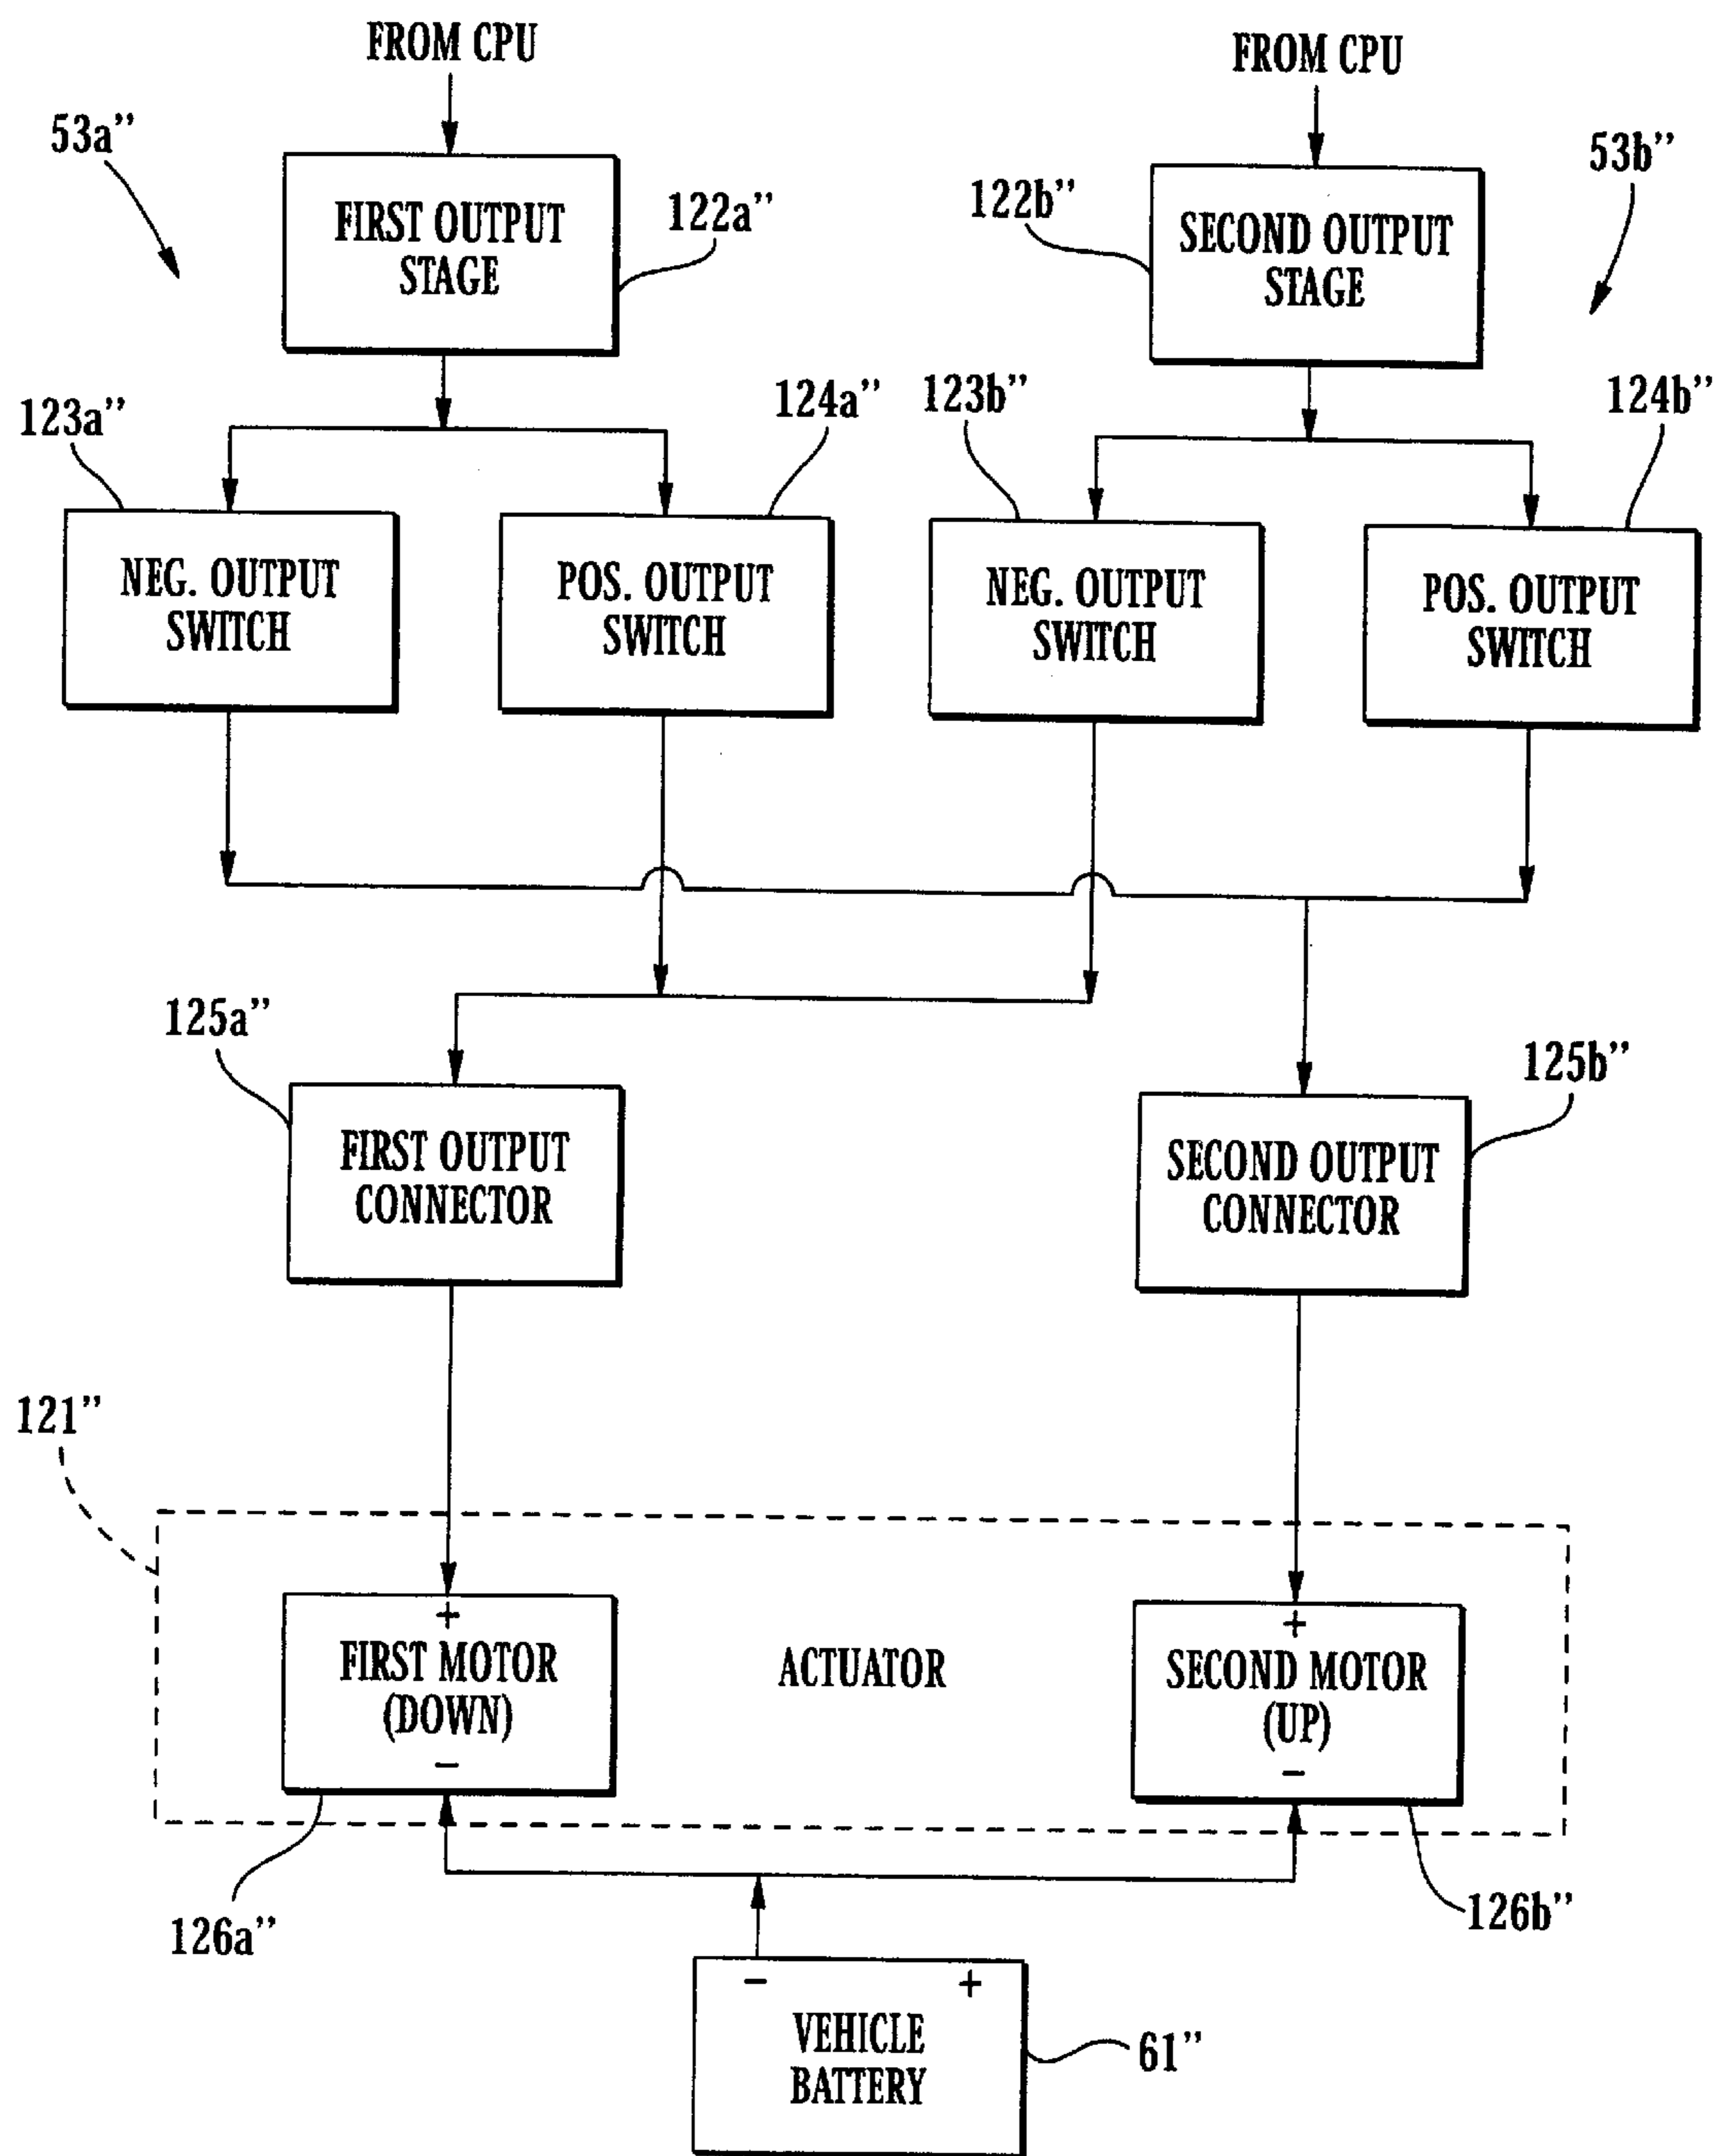 FROM CPU
FROM CPU
53a”
53b”
FIRST OUTPUT
STAGE
122a”
122b”
SECOND OUTPUT
STAGE
123a”
124a”
123b”
124b”
NEG. OUTPUT
SWITCH
POS. OUTPUT
SWITCH
NEG. OUTPUT
SWITCH
POS. OUTPUT
SWITCH
125a”
125b”
FIRST OUTPUT
CONNECTOR
SECOND OUTPUT
CONNECTOR
121”
+
FIRST MOTOR
(DOWN)
−
ACTUATOR
+
SECOND MOTOR
(UP)
−
126a”
126b”
− +
VEHICLE
BATTERY
61”